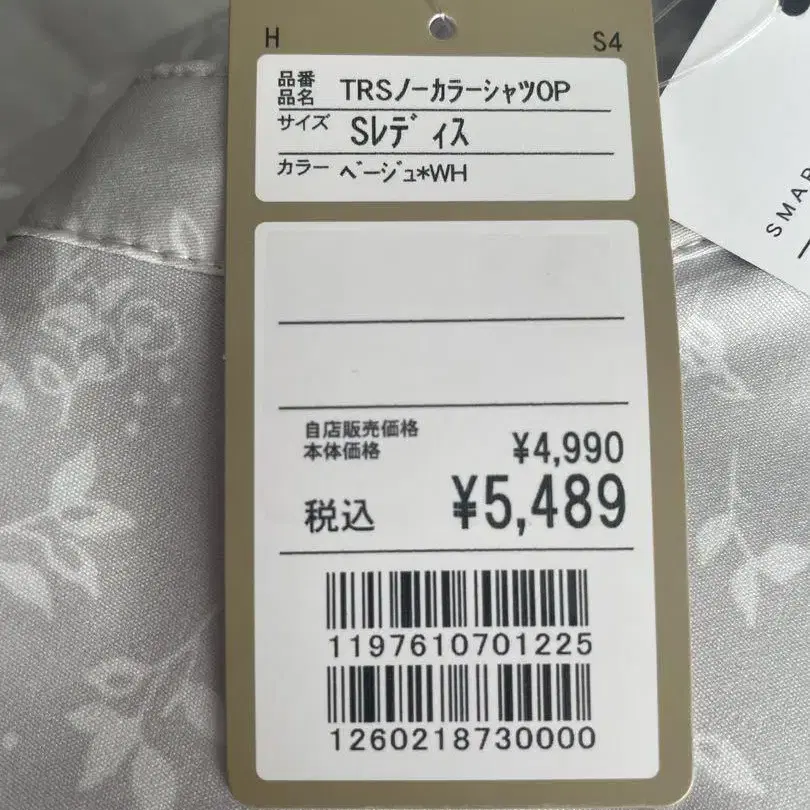 H
S4
品番
品名 TRSノーカラーシャツOP
サイズ Sﾚﾃﾞｨｽ
カラー ﾍﾞｰｼﾞｭ*WH
自店販売価格
本体価格 ¥4,990
税込 ¥5,489
1197610701225
1260218730000
SMAR